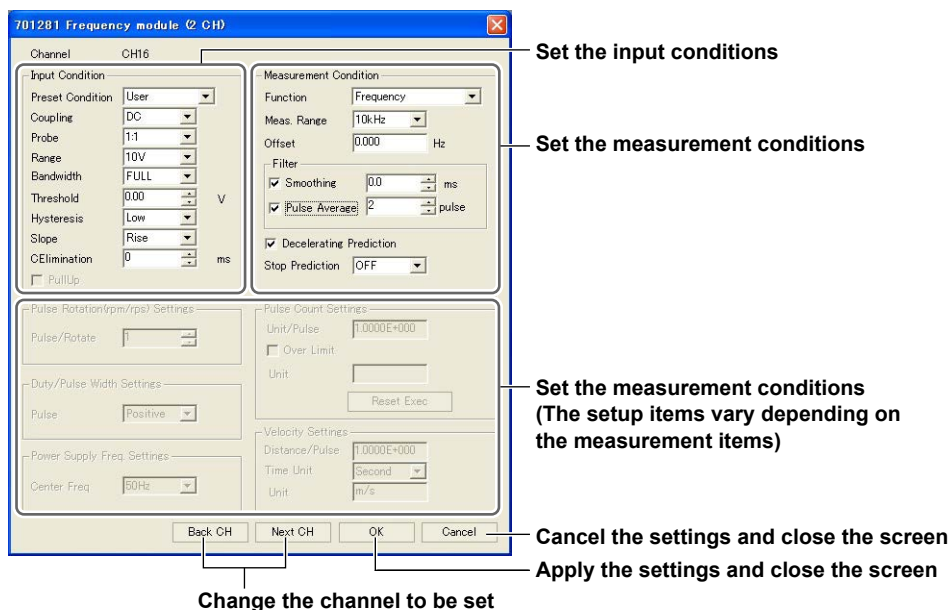 701281 Frequency module (2 CH)
Channel CH16
Input Condition
Preset Condition User
Coupling DC
Probe 1:1
Range 10V
Bandwidth FULL
Threshold 0.00 V
Hysteresis Low
Slope Rise
CElimination 0 ms
PullUp
Measurement Condition
Function Frequency
Meas. Range 10kHz
Offset 0.000 Hz
Filter
Smoothing 0.0 ms
Pulse Average 2 pulse
Decelerating Prediction
Stop Prediction OFF
Pulse Rotation(rpm/rps) Settings
Pulse/Rotate 1
Duty/Pulse Width Settings
Pulse Positive
Power Supply Freq. Settings
Center Freq 50Hz
Pulse Count Settings
Unit/Pulse 1.0000E+000
Over Limit
Unit
Reset Exec
Velocity Settings
Distance/Pulse 1.0000E+000
Time Unit Second
Unit m/s
Back CH Next CH OK Cancel
Set the input conditions
Set the measurement conditions
Set the measurement conditions
(The setup items vary depending on
the measurement items)
Cancel the settings and close the screen
Apply the settings and close the screen
Change the channel to be set